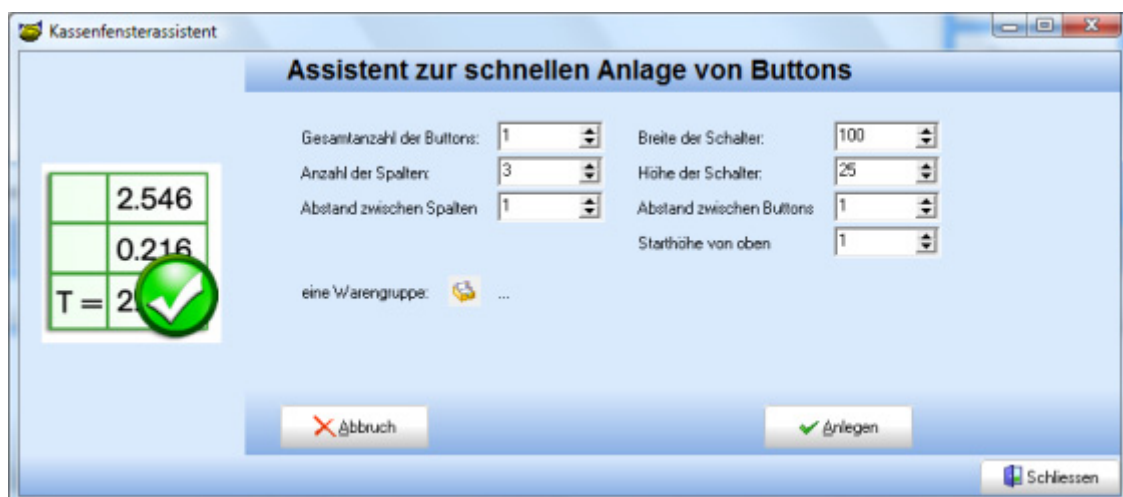 Kassenfensterassistent
Assistent zur schnellen Anlage von Buttons
Gesamtanzahl der Buttons: 1
Breite der Schalter: 100
Anzahl der Spalten: 3
Höhe der Schalter: 25
Abstand zwischen Spalten 1
Abstand zwischen Buttons 1
Starthöhe von oben 1
eine Warengruppe: ...
2.546
0.216
T = 2.
Abbruch
Anlegen
Schliessen